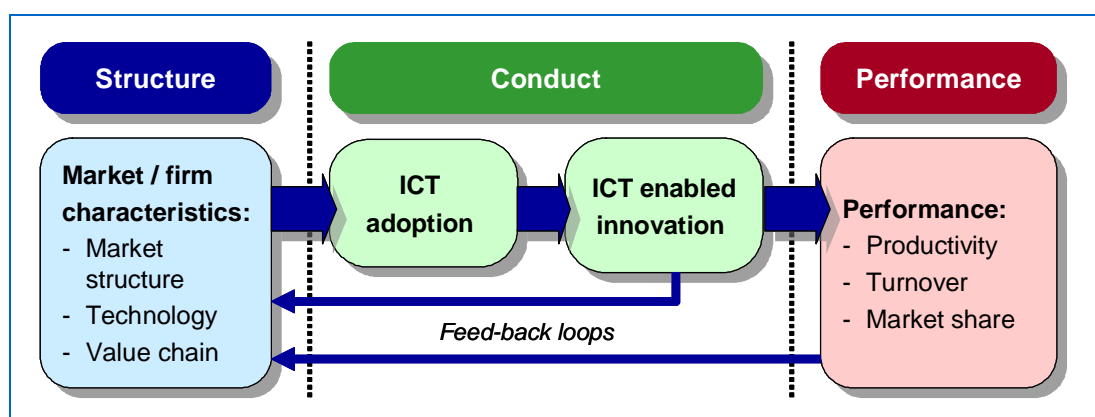 Structure
Conduct
Performance
Market / firm
characteristics:
- Market
structure
- Technology
- Value chain
ICT
adoption
ICT enabled
innovation
Performance:
- Productivity
- Turnover
- Market share
Feed-back loops